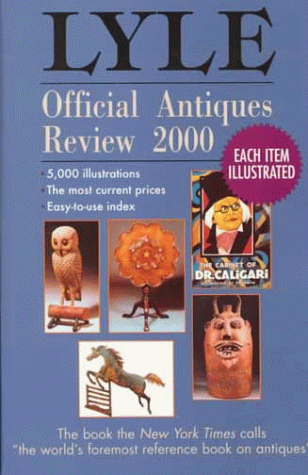 LYLE
Official Antiques
Review 2000
EACH ITEM
ILLUSTRATED
• 5,000 illustrations
• The most current prices
• Easy-to-use index
THE CABINET OF
DR. CALIGARI
The book the New York Times calls
"the world's foremost reference book on antiques"